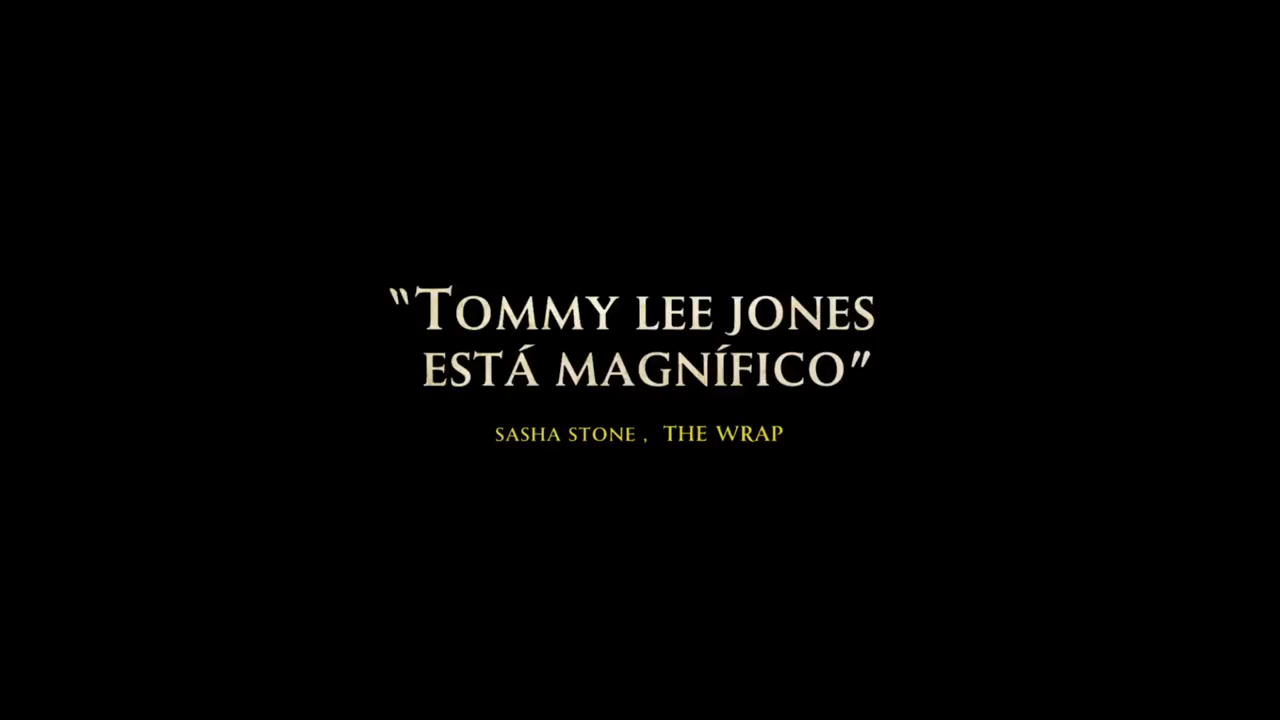 “Tommy lee jones
está magnífico”
sasha stone , THE WRAP